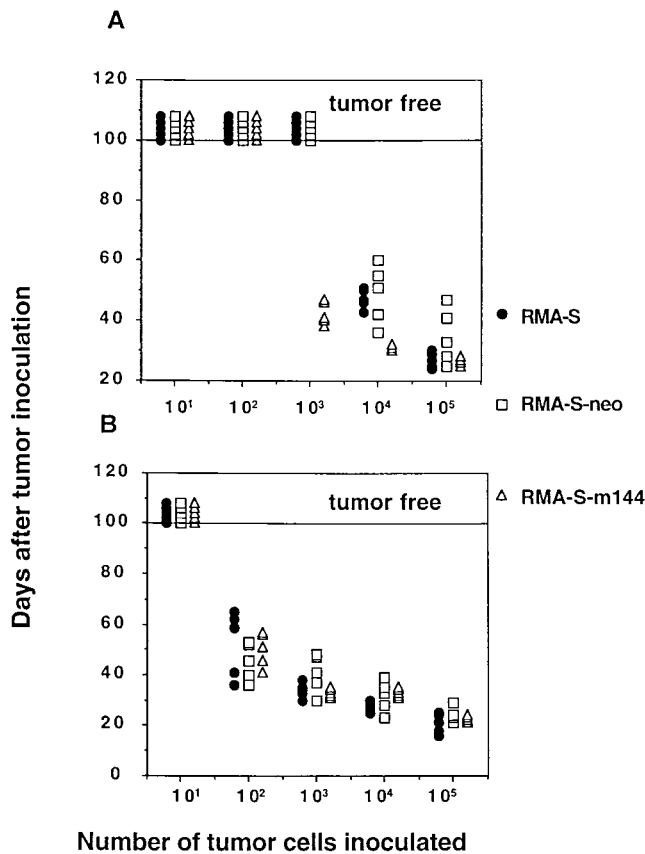 A
120
100
80
60
40
20
tumor free
10¹ 10² 10³ 10⁴ 10⁵
RMA-S
RMA-S-neo
RMA-S-m144
B
120
100
80
60
40
20
0
tumor free
10¹ 10² 10³ 10⁴ 10⁵
Days after tumor inoculation
Number of tumor cells inoculated